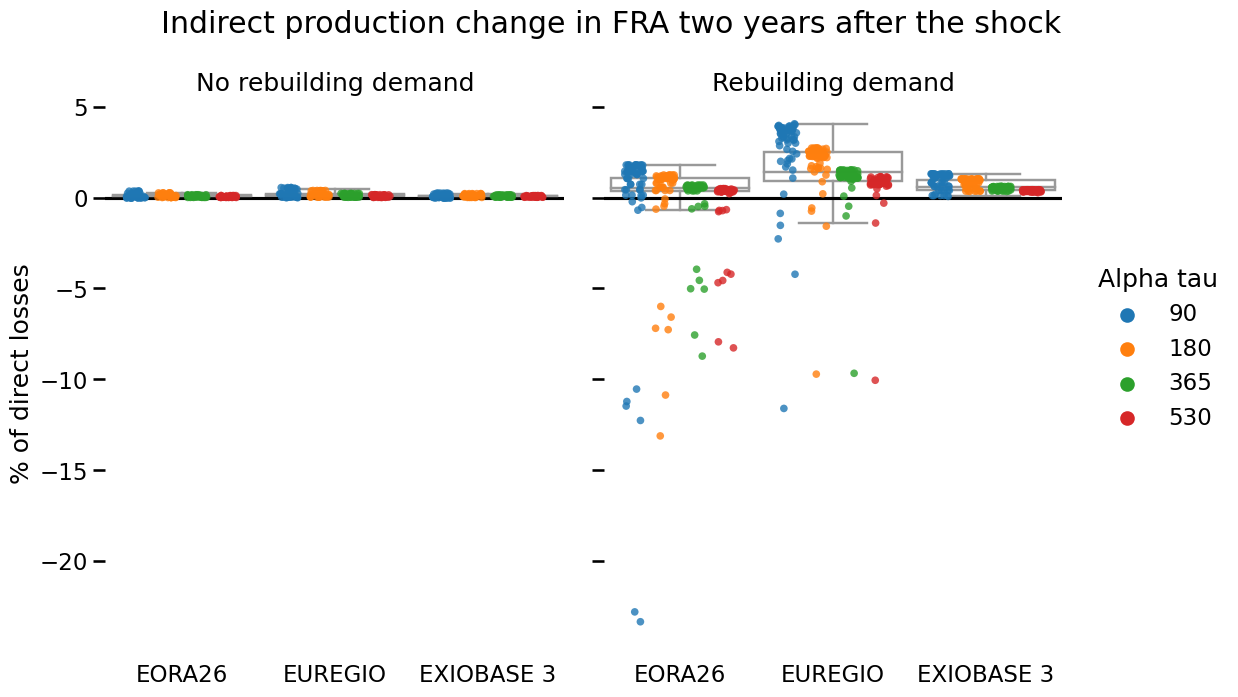 Indirect production change in FRA two years after the shock
No rebuilding demand
Rebuilding demand
% of direct losses
5
0
−5
−10
−15
−20
EORA26
EUREGIO
EXIOBASE 3
EORA26
EUREGIO
EXIOBASE 3
Alpha tau
90
180
365
530